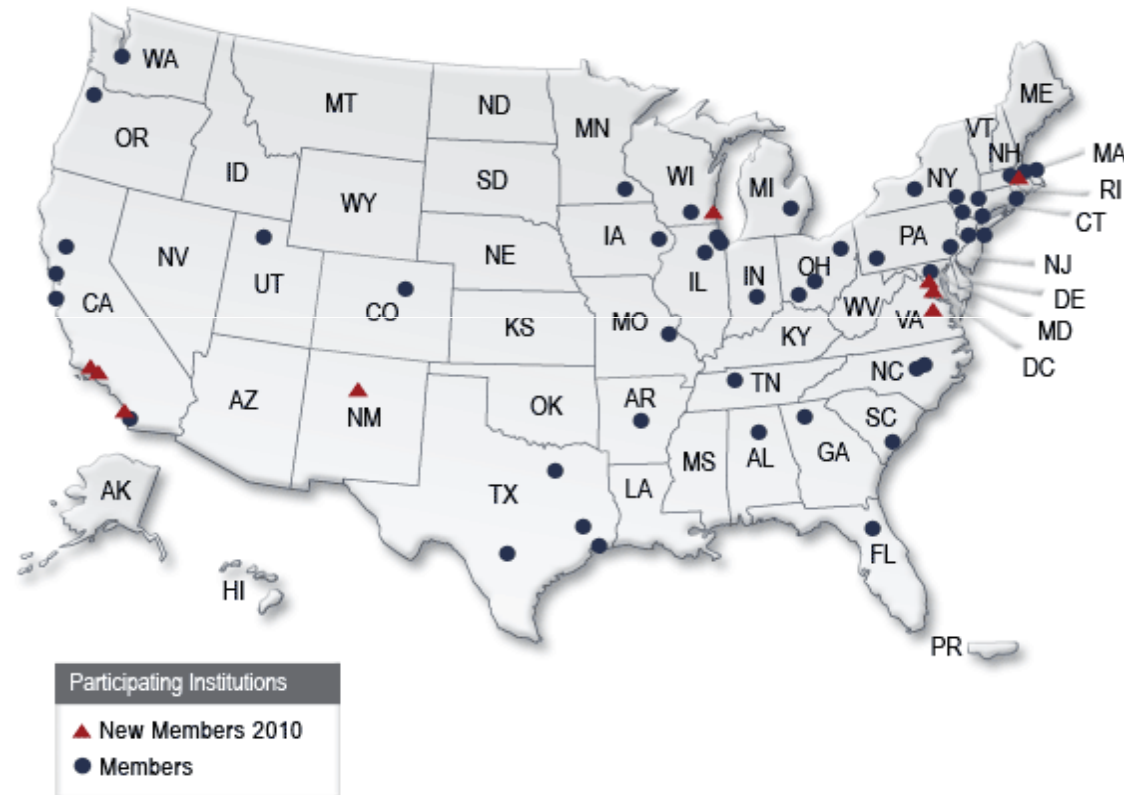 WA
MT
ND
MN
ME
VT
NH
MA
OR
ID
SD
WI
MI
NY
RI
WY
CT
IA
PA
NE
NV
UT
IL
IN
OH
NJ
CA
CO
DE
WV
VA
MO
KS
KY
MD
DC
AZ
NM
OK
AR
TN
NC
SC
MS
AL
GA
TX
LA
AK
FL
HI
PR
Participating Institutions
New Members 2010
Members